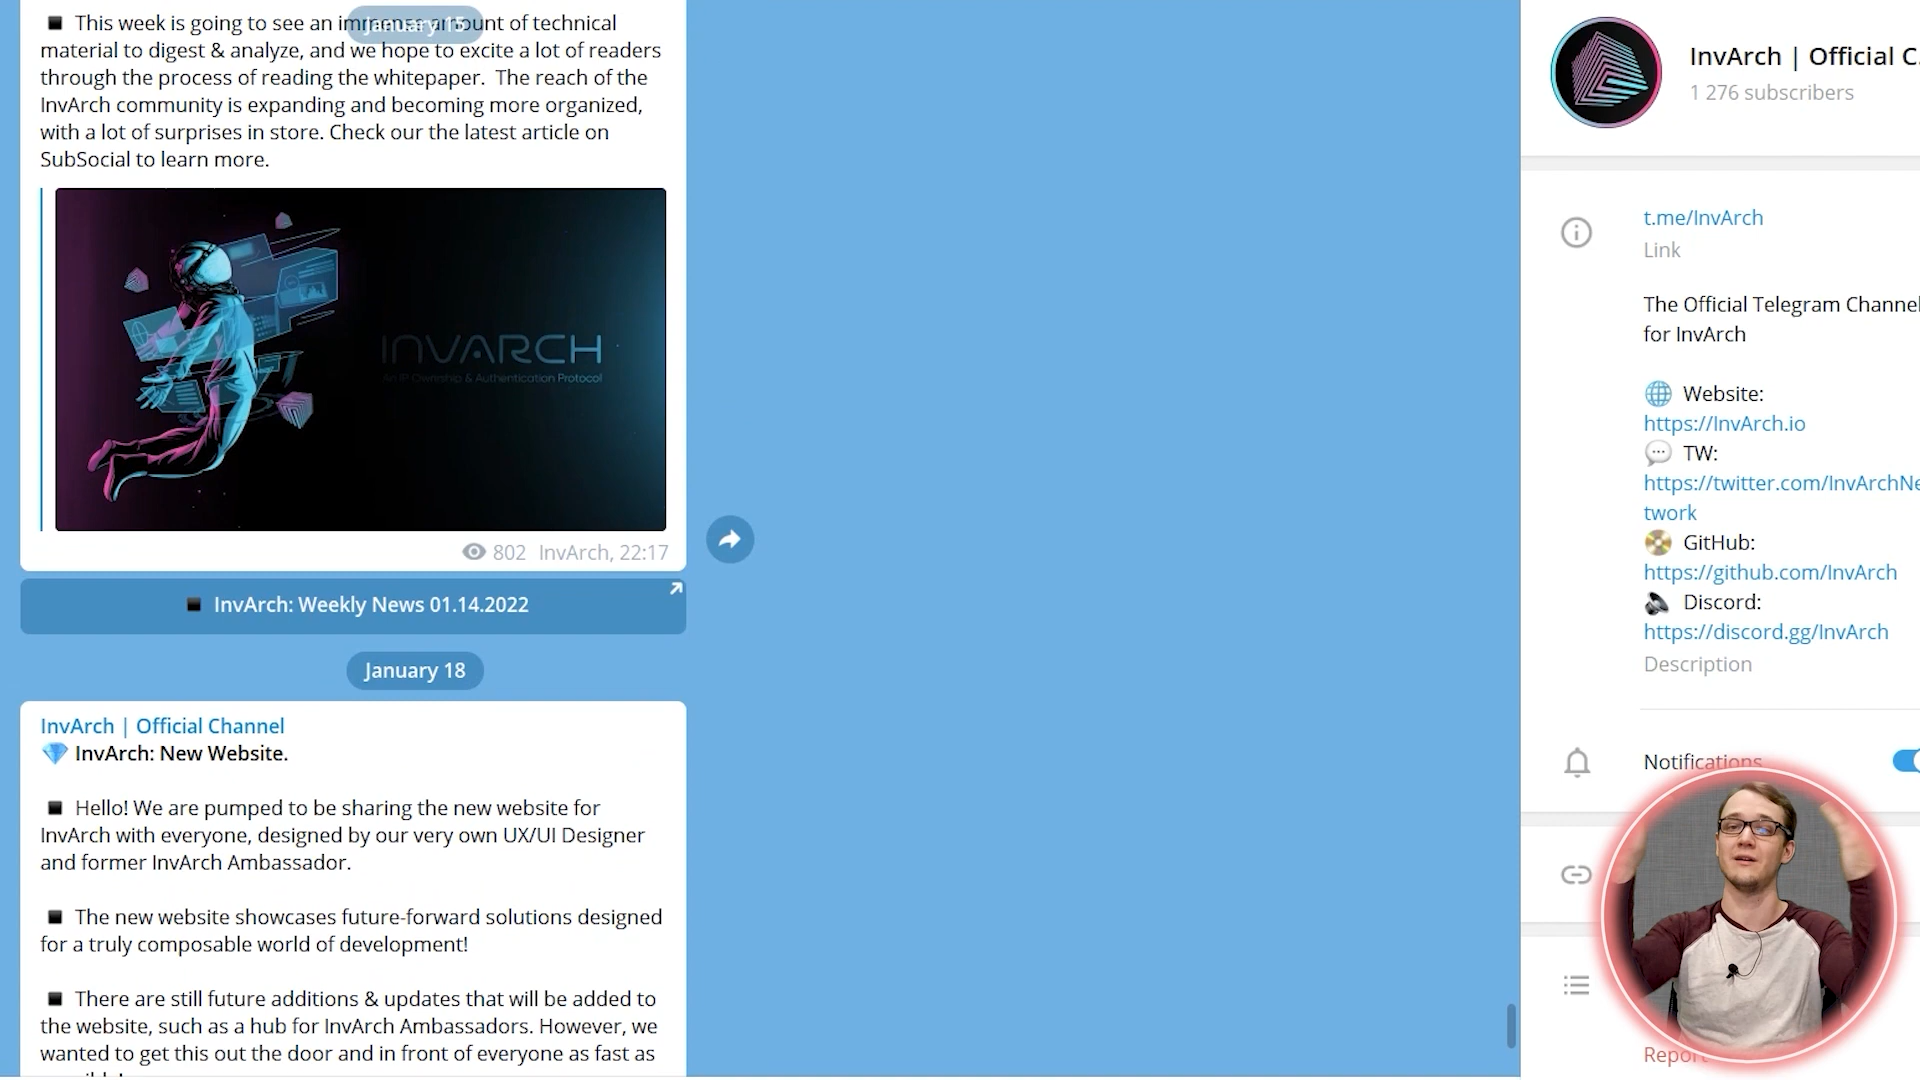 January 15
◾ This week is going to see an immense amount of technical
material to digest & analyze, and we hope to excite a lot of readers
through the process of reading the whitepaper.  The reach of the
InvArch community is expanding and becoming more organized,
with a lot of surprises in store. Check our the latest article on
SubSocial to learn more.
INVARCH
An IP Ownership & Authentication Protocol
802 InvArch, 22:17
◾ InvArch: Weekly News 01.14.2022
January 18
InvArch | Official Channel
💎 InvArch: New Website.
◾ Hello! We are pumped to be sharing the new website for
InvArch with everyone, designed by our very own UX/UI Designer
and former InvArch Ambassador.
◾ The new website showcases future-forward solutions designed
for a truly composable world of development!
◾ There are still future additions & updates that will be added to
the website, such as a hub for InvArch Ambassadors. However, we
wanted to get this out the door and in front of everyone as fast as
InvArch | Official C...
1 276 subscribers
t.me/InvArch
Link
The Official Telegram Channel
for InvArch
🌐 Website:
https://InvArch.io
💬 TW:
https://twitter.com/InvArchNe
twork
📀 GitHub:
https://github.com/InvArch
🔈 Discord:
https://discord.gg/InvArch
Description
Notifications
Report